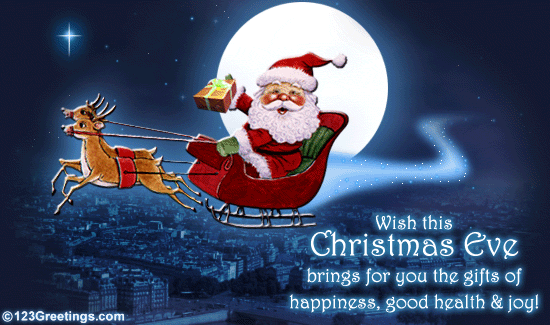 Wish this
Christmas Eve
brings for you the gifts of
happiness, good health & joy!
©123Greetings.com